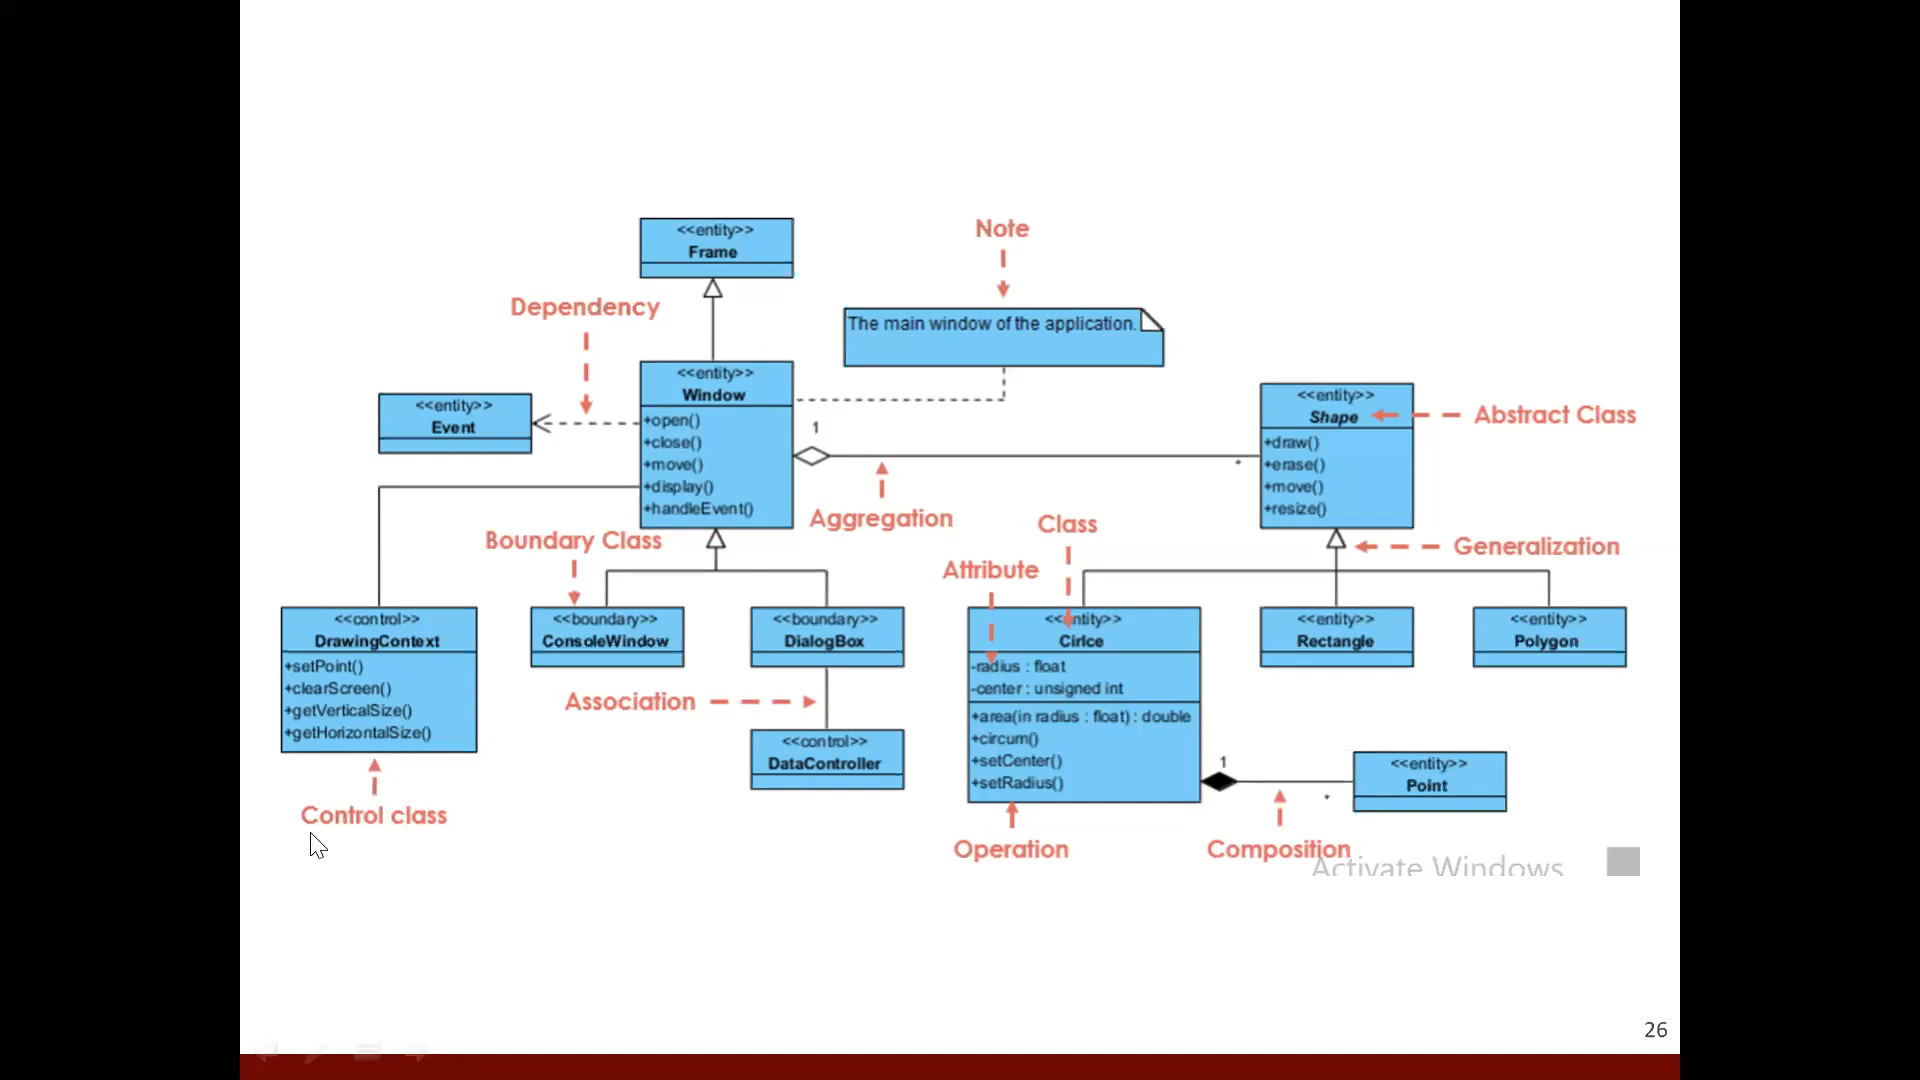 <<entity>>
Frame
Note
Dependency
The main window of the application.
<<entity>>
Window
+open()
+close()
+move()
+display()
+handleEvent()
<<entity>>
Event
1
*
<<entity>>
Shape
+draw()
+erase()
+move()
+resize()
Abstract Class
Aggregation
Class
Boundary Class
Generalization
Attribute
<<control>>
DrawingContext
+setPoint()
+clearScreen()
+getVerticalSize()
+getHorizontalSize()
<<boundary>>
ConsoleWindow
<<boundary>>
DialogBox
<<entity>>
Cirlce
-radius : float
-center : unsigned int
+area(in radius : float) : double
+circum()
+setCenter()
+setRadius()
<<entity>>
Rectangle
<<entity>>
Polygon
Association
<<control>>
DataController
1
*
<<entity>>
Point
Control class
Operation
Composition
Activate Windows
26